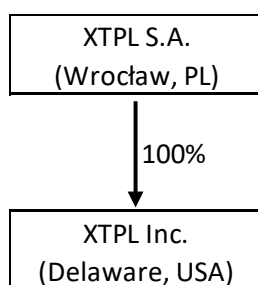 XTPL S.A.
(Wrocław, PL)
100%
XTPL Inc.
(Delaware, USA)